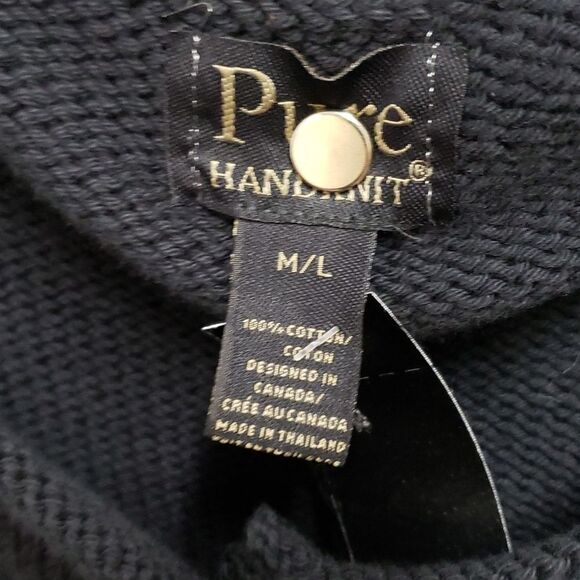 Pure
HANDKNIT®
M/L
100% COTTON/
COTON
DESIGNED IN
CANADA/
CRÉE AU CANADA
MADE IN THAILAND